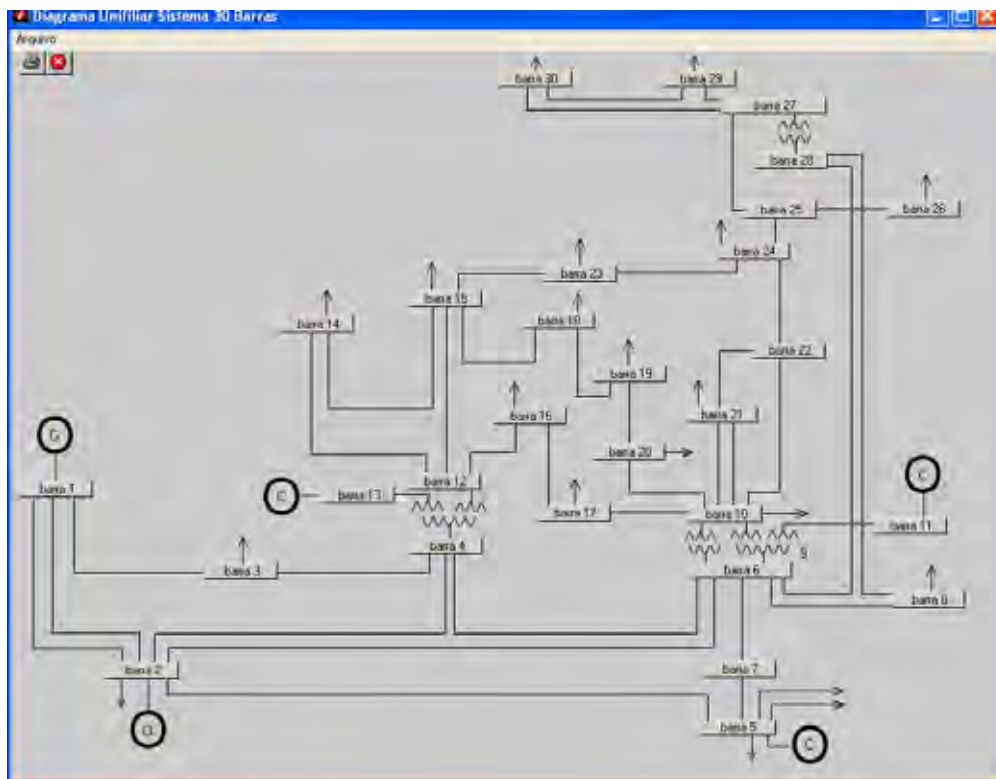 Diagrama Unifiliar Sistema 30 Barras
Arquivo
barra 30
barra 29
barra 27
barra 28
barra 25
barra 26
barra 24
barra 23
barra 15
barra 14
barra 18
barra 22
barra 19
barra 16
barra 21
G
barra 20
barra 12
C
barra 1
C
barra 13
barra 17
barra 10
barra 11
barra 4
9
barra 3
barra 6
barra 2
barra 7
G
barra 5
C